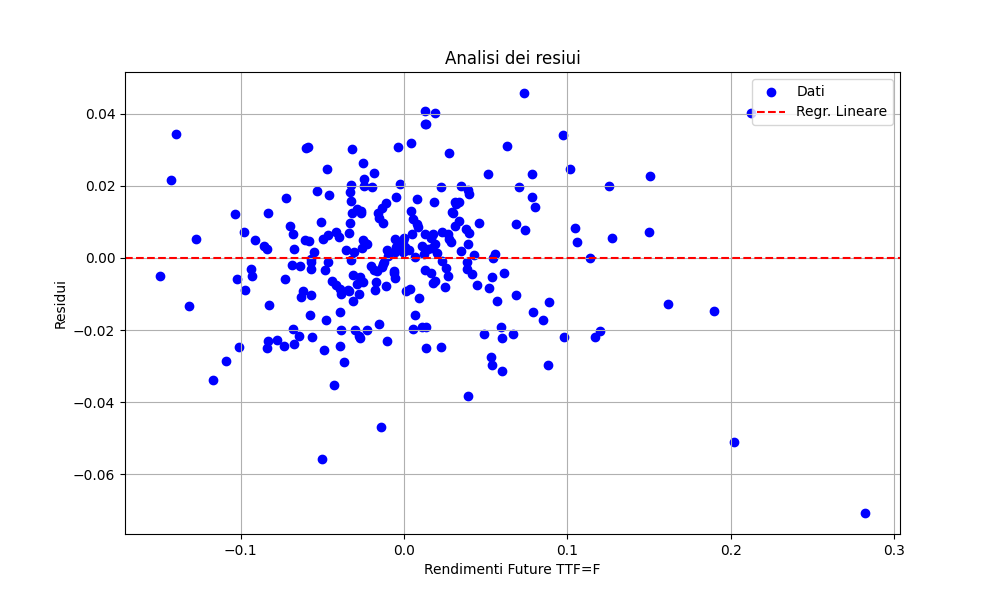 Analisi dei resiui
Dati
Regr. Lineare
0.04
0.02
0.00
−0.02
−0.04
−0.06
Residui
−0.1
0.0
0.1
0.2
0.3
Rendimenti Future TTF=F